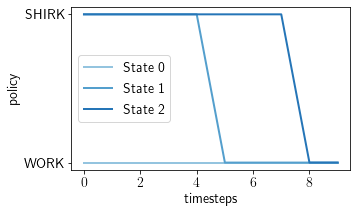 SHIRK
policy
State 0
State 1
State 2
WORK
0 2 4 6 8
timesteps